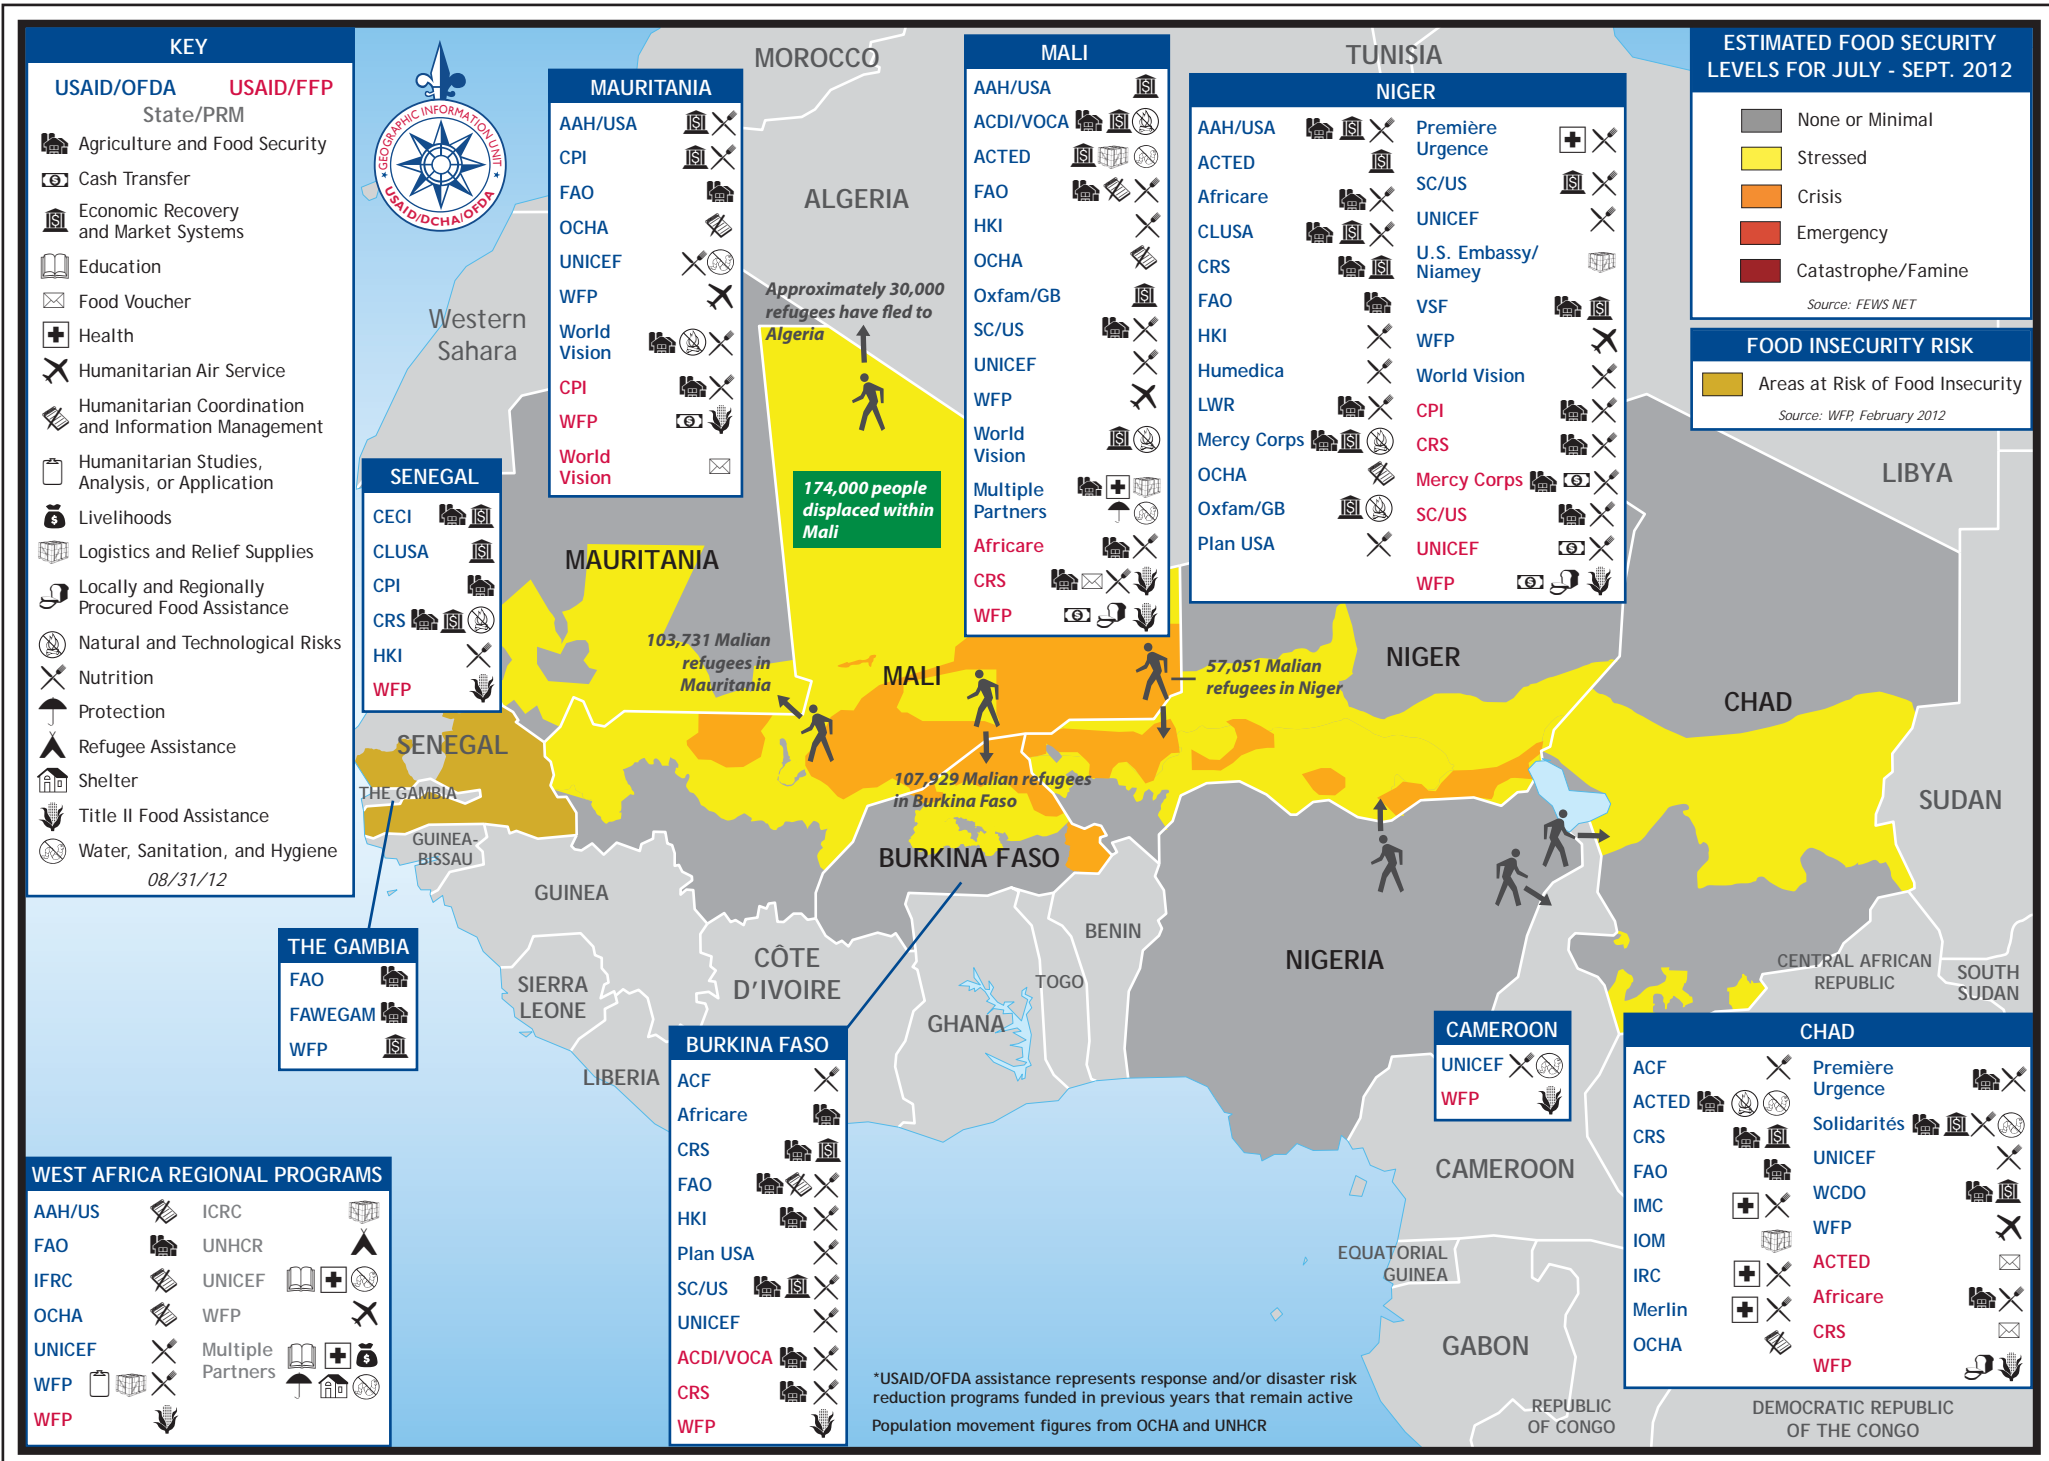 KEY
USAID/OFDA USAID/FFP
State/PRM
Agriculture and Food Security
Cash Transfer
Economic Recovery
and Market Systems
Education
Food Voucher
Health
Humanitarian Air Service
Humanitarian Coordination
and Information Management
Humanitarian Studies,
Analysis, or Application
Livelihoods
Logistics and Relief Supplies
Locally and Regionally
Procured Food Assistance
Natural and Technological Risks
Nutrition
Protection
Refugee Assistance
Shelter
Title II Food Assistance
Water, Sanitation, and Hygiene
08/31/12
GEOGRAPHIC INFORMATION UNIT
USAID/DCHA/OFDA
MAURITANIA
AAH/USA
CPI
FAO
OCHA
UNICEF
WFP
World
Vision
CPI
WFP
World
Vision
SENEGAL
CECI
CLUSA
CPI
CRS
HKI
WFP
MALI
AAH/USA
ACDI/VOCA
ACTED
FAO
HKI
OCHA
Oxfam/GB
SC/US
UNICEF
WFP
World
Vision
Multiple
Partners
Africare
CRS
WFP
NIGER
AAH/USA
ACTED
Africare
CLUSA
CRS
FAO
HKI
Humedica
LWR
Mercy Corps
OCHA
Oxfam/GB
Plan USA
Première
Urgence
SC/US
UNICEF
U.S. Embassy/
Niamey
VSF
WFP
World Vision
CPI
CRS
Mercy Corps
SC/US
UNICEF
WFP
ESTIMATED FOOD SECURITY
LEVELS FOR JULY - SEPT. 2012
None or Minimal
Stressed
Crisis
Emergency
Catastrophe/Famine
Source: FEWS NET
FOOD INSECURITY RISK
Areas at Risk of Food Insecurity
Source: WFP, February 2012
MOROCCO
TUNISIA
ALGERIA
Western
Sahara
LIBYA
Approximately 30,000
refugees have fled to
Algeria
174,000 people
displaced within
Mali
MAURITANIA
103,731 Malian
refugees in
Mauritania
MALI
57,051 Malian
refugees in Niger
NIGER
CHAD
SENEGAL
107,929 Malian refugees
in Burkina Faso
THE GAMBIA
SUDAN
GUINEA-
BISSAU
BURKINA FASO
GUINEA
BENIN
NIGERIA
CÔTE
D'IVOIRE
SIERRA
LEONE
TOGO
GHANA
CENTRAL AFRICAN
REPUBLIC
SOUTH
SUDAN
LIBERIA
CAMEROON
EQUATORIAL
GUINEA
GABON
REPUBLIC
OF CONGO
DEMOCRATIC REPUBLIC
OF THE CONGO
THE GAMBIA
FAO
FAWEGAM
WFP
BURKINA FASO
ACF
Africare
CRS
FAO
HKI
Plan USA
SC/US
UNICEF
ACDI/VOCA
CRS
WFP
CAMEROON
UNICEF
WFP
CHAD
ACF
ACTED
CRS
FAO
IMC
IOM
IRC
Merlin
OCHA
Première
Urgence
Solidarités
UNICEF
WCDO
WFP
ACTED
Africare
CRS
WFP
WEST AFRICA REGIONAL PROGRAMS
AAH/US
FAO
IFRC
OCHA
UNICEF
WFP
WFP
ICRC
UNHCR
UNICEF
WFP
Multiple
Partners
*USAID/OFDA assistance represents response and/or disaster risk
reduction programs funded in previous years that remain active
Population movement figures from OCHA and UNHCR